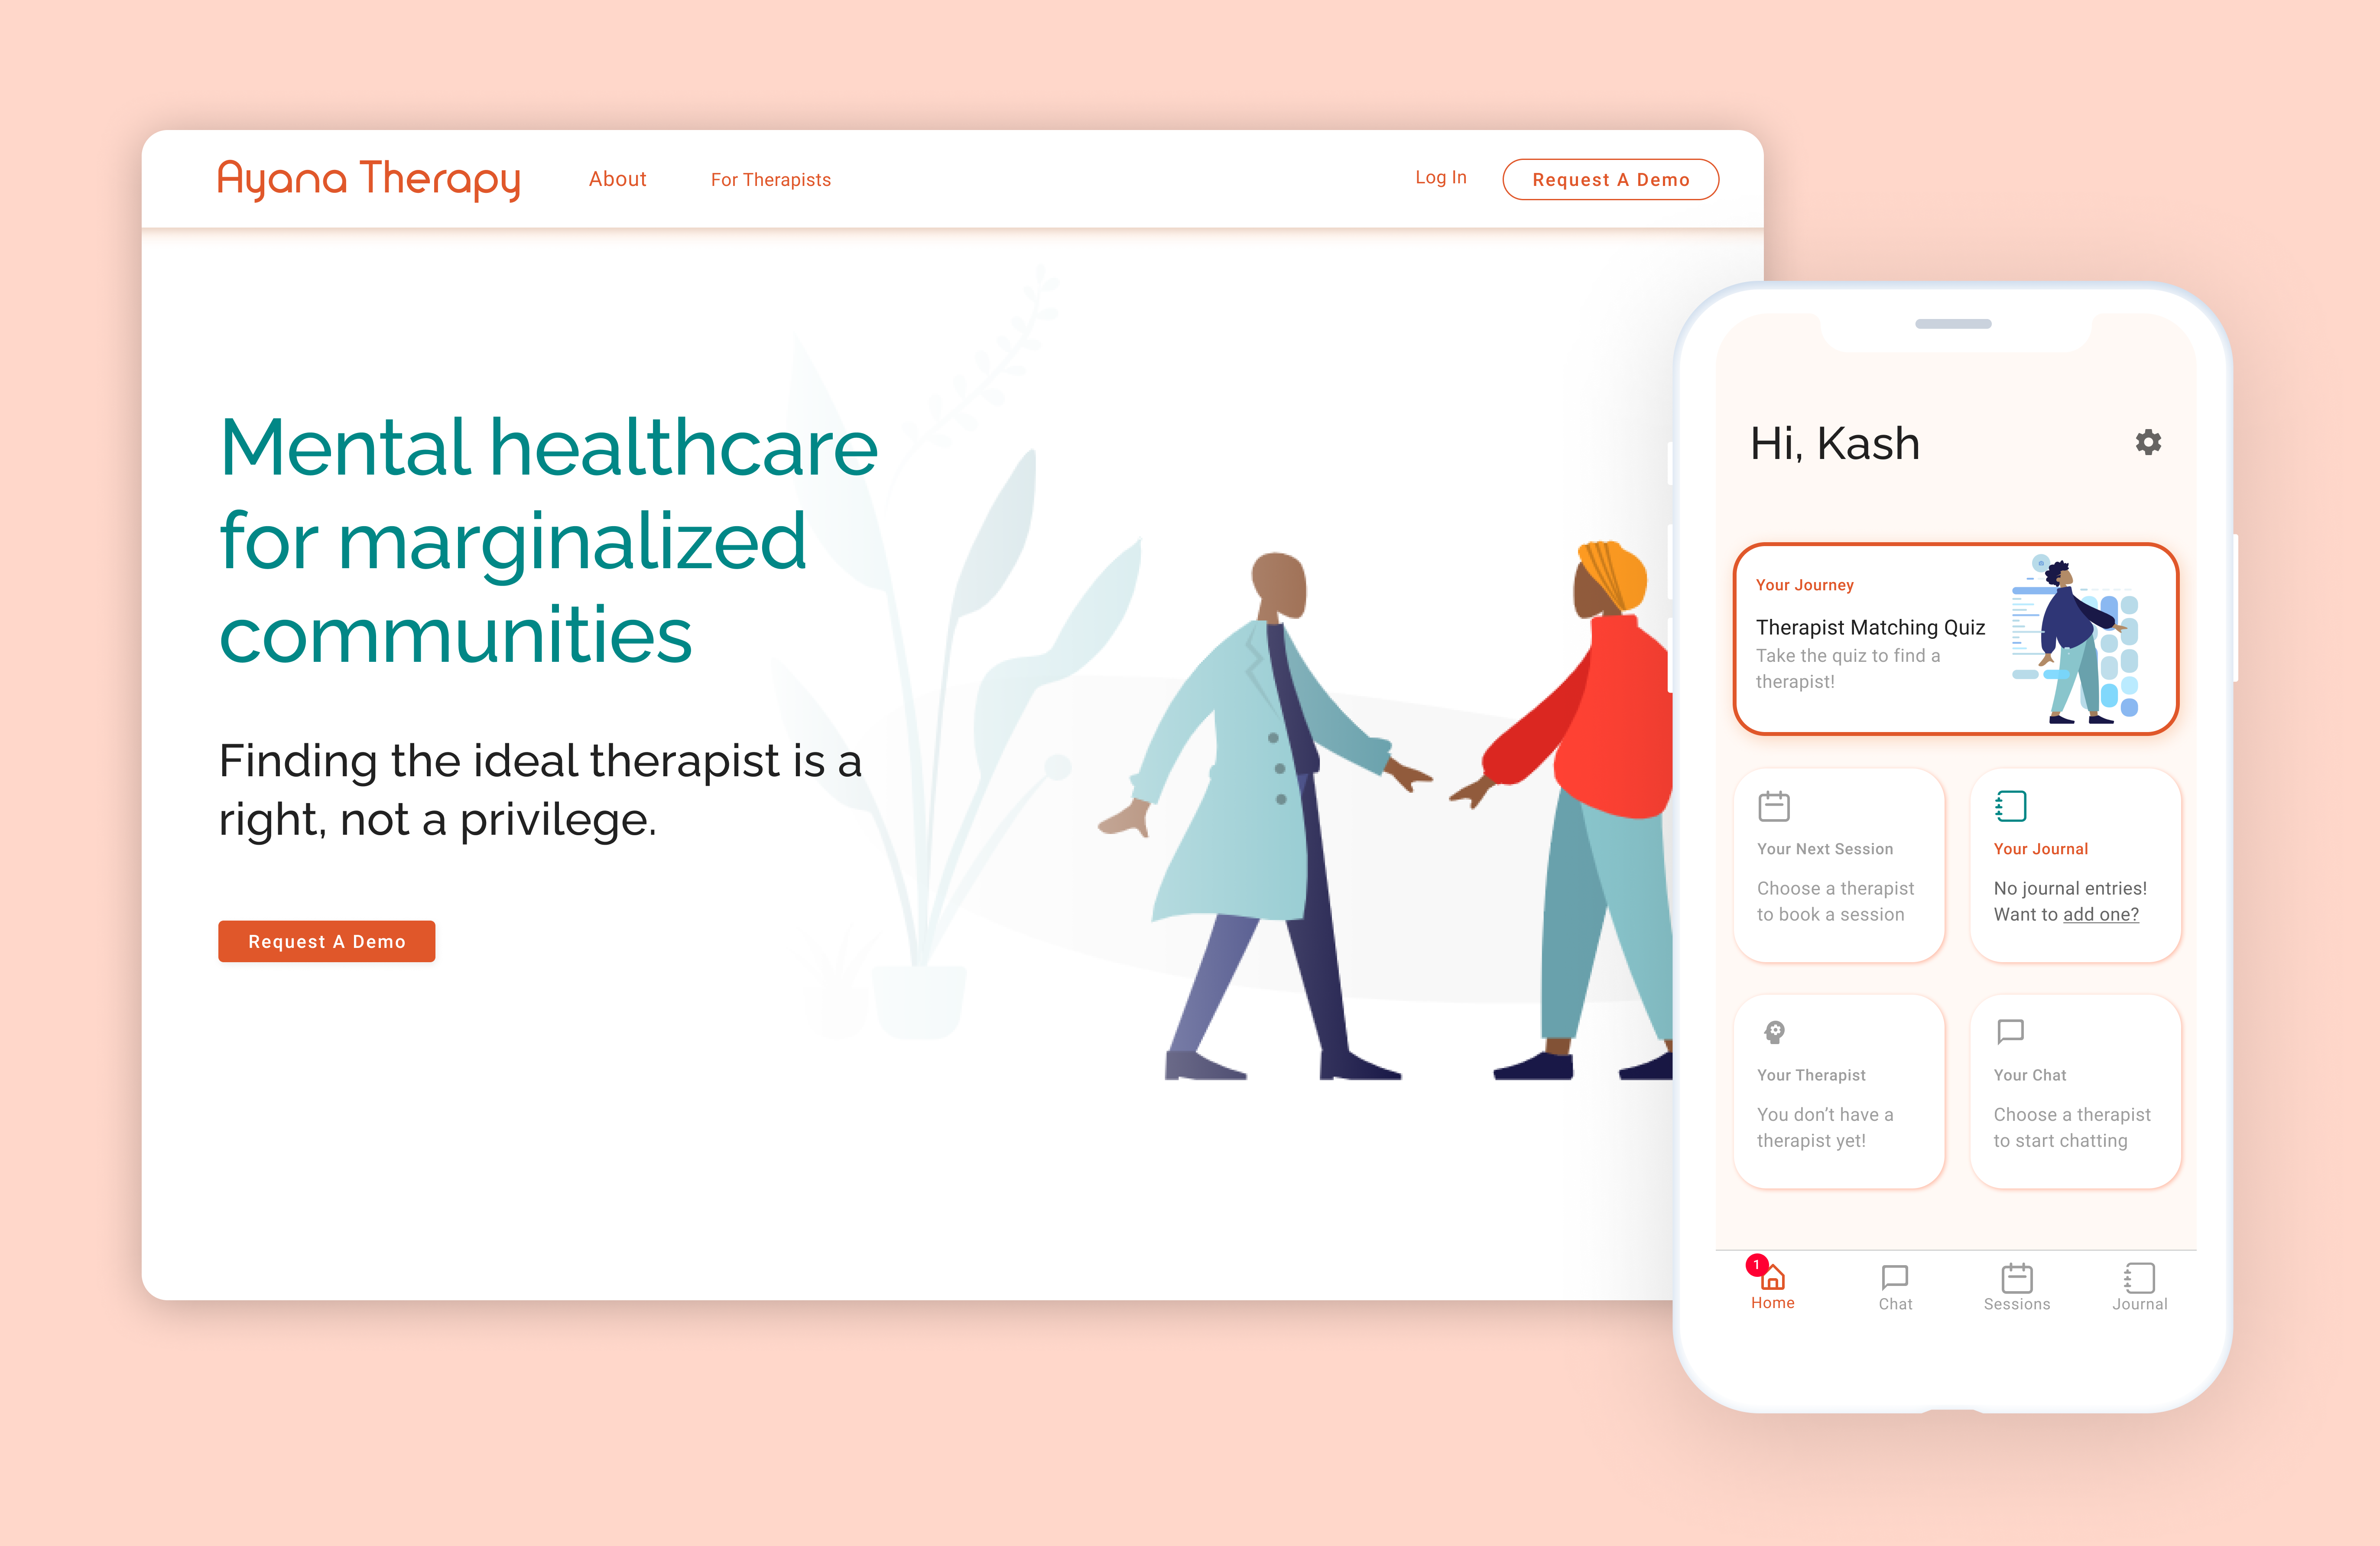 Ayana Therapy
About
For Therapists
Log In
Request A Demo
Mental healthcare
for marginalized
communities
Finding the ideal therapist is a
right, not a privilege.
Request A Demo
Hi, Kash
Your Journey
Therapist Matching Quiz
Take the quiz to find a
therapist!
Your Next Session
Choose a therapist
to book a session
Your Journal
No journal entries!
Want to add one?
Your Therapist
You don’t have a
therapist yet!
Your Chat
Choose a therapist
to start chatting
1
Home
Chat
Sessions
Journal